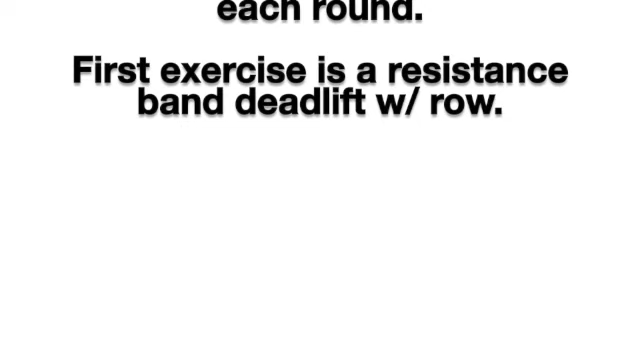 each round.
First exercise is a resistance
band deadlift w/ row.